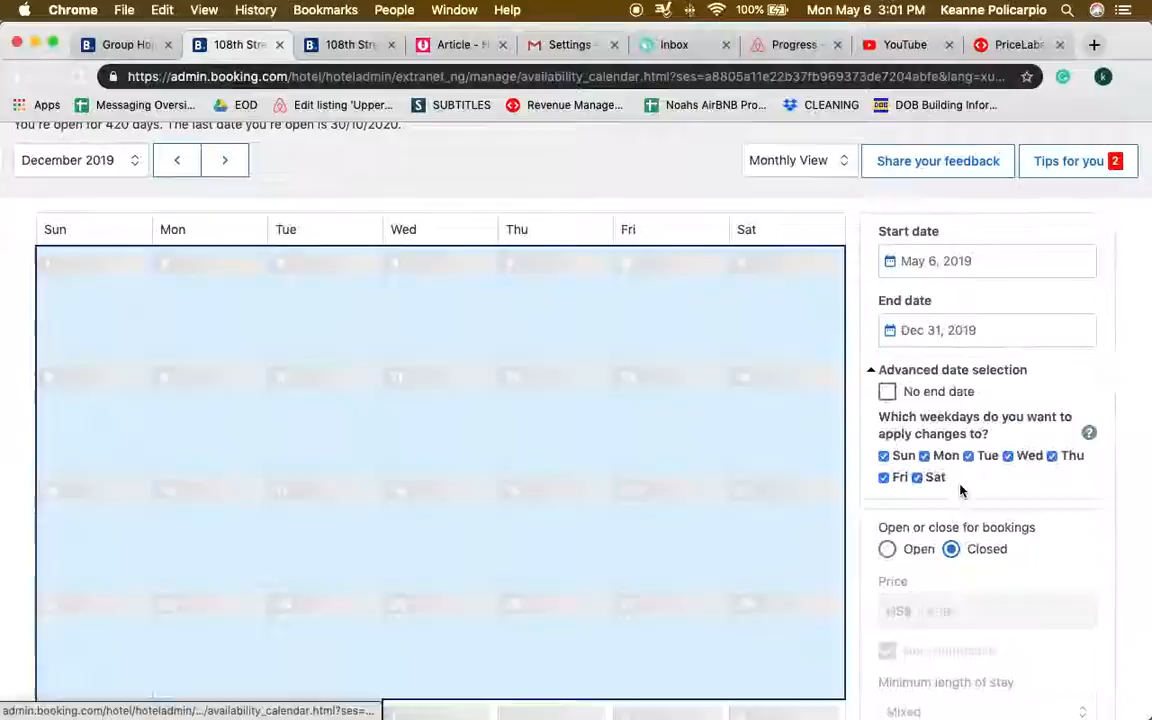 Chrome File Edit View History Bookmarks People Window Help 100% Mon May 6 3:01 PM Keanne Policarpio
Group Ho 108th Stre 108th Str Article - H Settings - Inbox Progress - YouTube PriceLabs
https://admin.booking.com/hotel/hoteladmin/extranet_ng/manage/availability_calendar.html?ses=a8805a11e22b37fb969373de7204abfe&lang=xu...
Apps Messaging Oversi... EOD Edit listing 'Upper... SUBTITLES Revenue Manage... Noahs AirBNB Pro... CLEANING DOB Building Infor...
You're open for 420 days. The last date you're open is 30/10/2020.
December 2019 < > Monthly View Share your feedback Tips for you 2
Sun Mon Tue Wed Thu Fri Sat
Start date
May 6, 2019
End date
Dec 31, 2019
Advanced date selection
No end date
Which weekdays do you want to
apply changes to? ?
Sun Mon Tue Wed Thu
Fri Sat
Open or close for bookings
Open Closed
Price
US$
Minimum length of stay
Mixed
admin.booking.com/hotel/hoteladmin/.../availability_calendar.html?ses=...